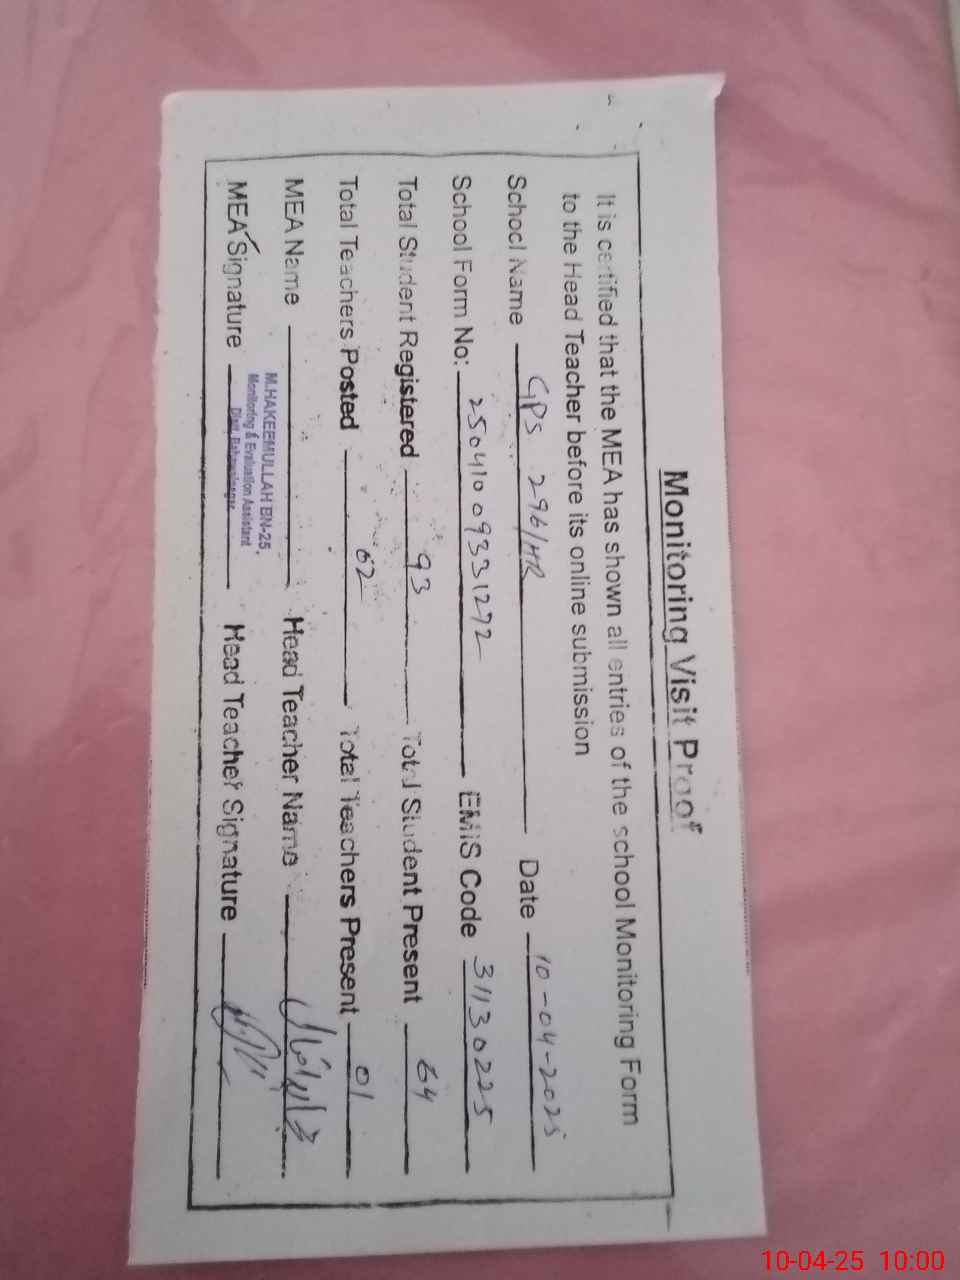 Monitoring Visit Proof
It is certified that the MEA has shown all entries of the school Monitoring Form
to the Head Teacher before its online submission
School Name GPS 296/HR Date 10-04-2025
School Form No: 25041009331272 EMIS Code 31130225
Total Student Registered 93 Total Student Present 64
Total Teachers Posted 02 Total Teachers Present 01
MEA Name Head Teacher Name
M.HAKEEMULLAH BN-25
Monitoring & Evaluation Assistant
Distt. Bahawalnagar
MEA Signature Head Teacher Signature
10-04-25 10:00